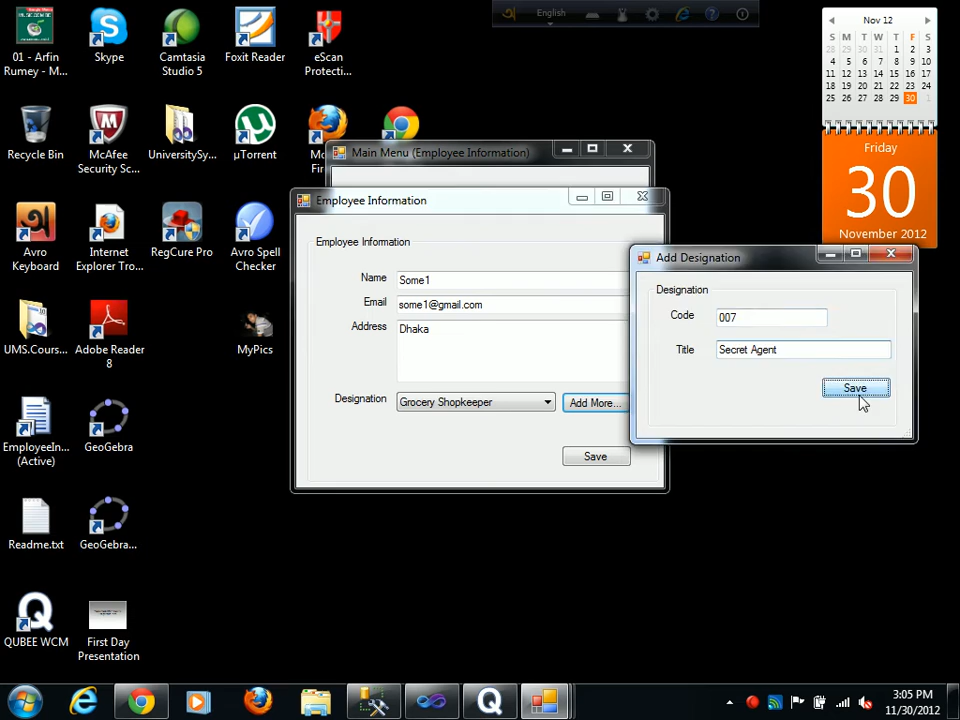 01 - Arfin
Rumey - M...
Skype
Camtasia
Studio 5
Foxit Reader
eScan
Protecti...
English
Nov 12
S M T W T F S
28 29 30 31 1 2 3
4 5 6 7 8 9 10
11 12 13 14 15 16 17
18 19 20 21 22 23 24
25 26 27 28 29 30 1
Friday
30
November 2012
Recycle Bin
McAfee
Security Sc...
UniversitySy...
µTorrent
Main Menu (Employee Information)
Employee Information
Employee Information
Name
Some1
Email
some1@gmail.com
Address
Dhaka
Designation
Grocery Shopkeeper
Add More...
Save
Add Designation
Designation
Code
007
Title
Secret Agent
Save
Avro
Keyboard
Internet
Explorer Tro...
RegCure Pro
Avro Spell
Checker
UMS.Cours...
Adobe Reader
8
MyPics
EmployeeIn...
(Active)
GeoGebra
Readme.txt
GeoGebra...
QUBEE WCM
First Day
Presentation
3:05 PM
11/30/2012